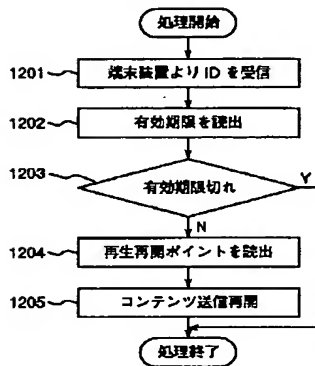 処理開始
1201
端末装置より ID を受信
1202
有効期限を読出
1203
有効期限切れ
Y
N
1204
再生再開ポイントを読出
1205
コンテンツ送信再開
処理終了